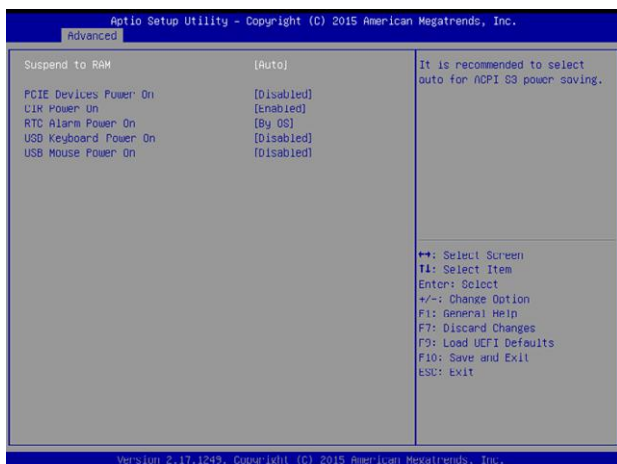 Aptio Setup Utility - Copyright (C) 2015 American Megatrends, Inc.
Advanced
Suspend to RAM [Auto]
PCIE Devices Power On [Disabled]
CIR Power On [Enabled]
RTC Alarm Power On [By OS]
USB Keyboard Power On [Disabled]
USB Mouse Power On [Disabled]
It is recommended to select
auto for ACPI S3 power saving.
↔: Select Screen
↑↓: Select Item
Enter: Select
+/-: Change Option
F1: General Help
F7: Discard Changes
F9: Load UEFI Defaults
F10: Save and Exit
ESC: Exit
Version 2.17.1249. Copyright (C) 2015 American Megatrends, Inc.